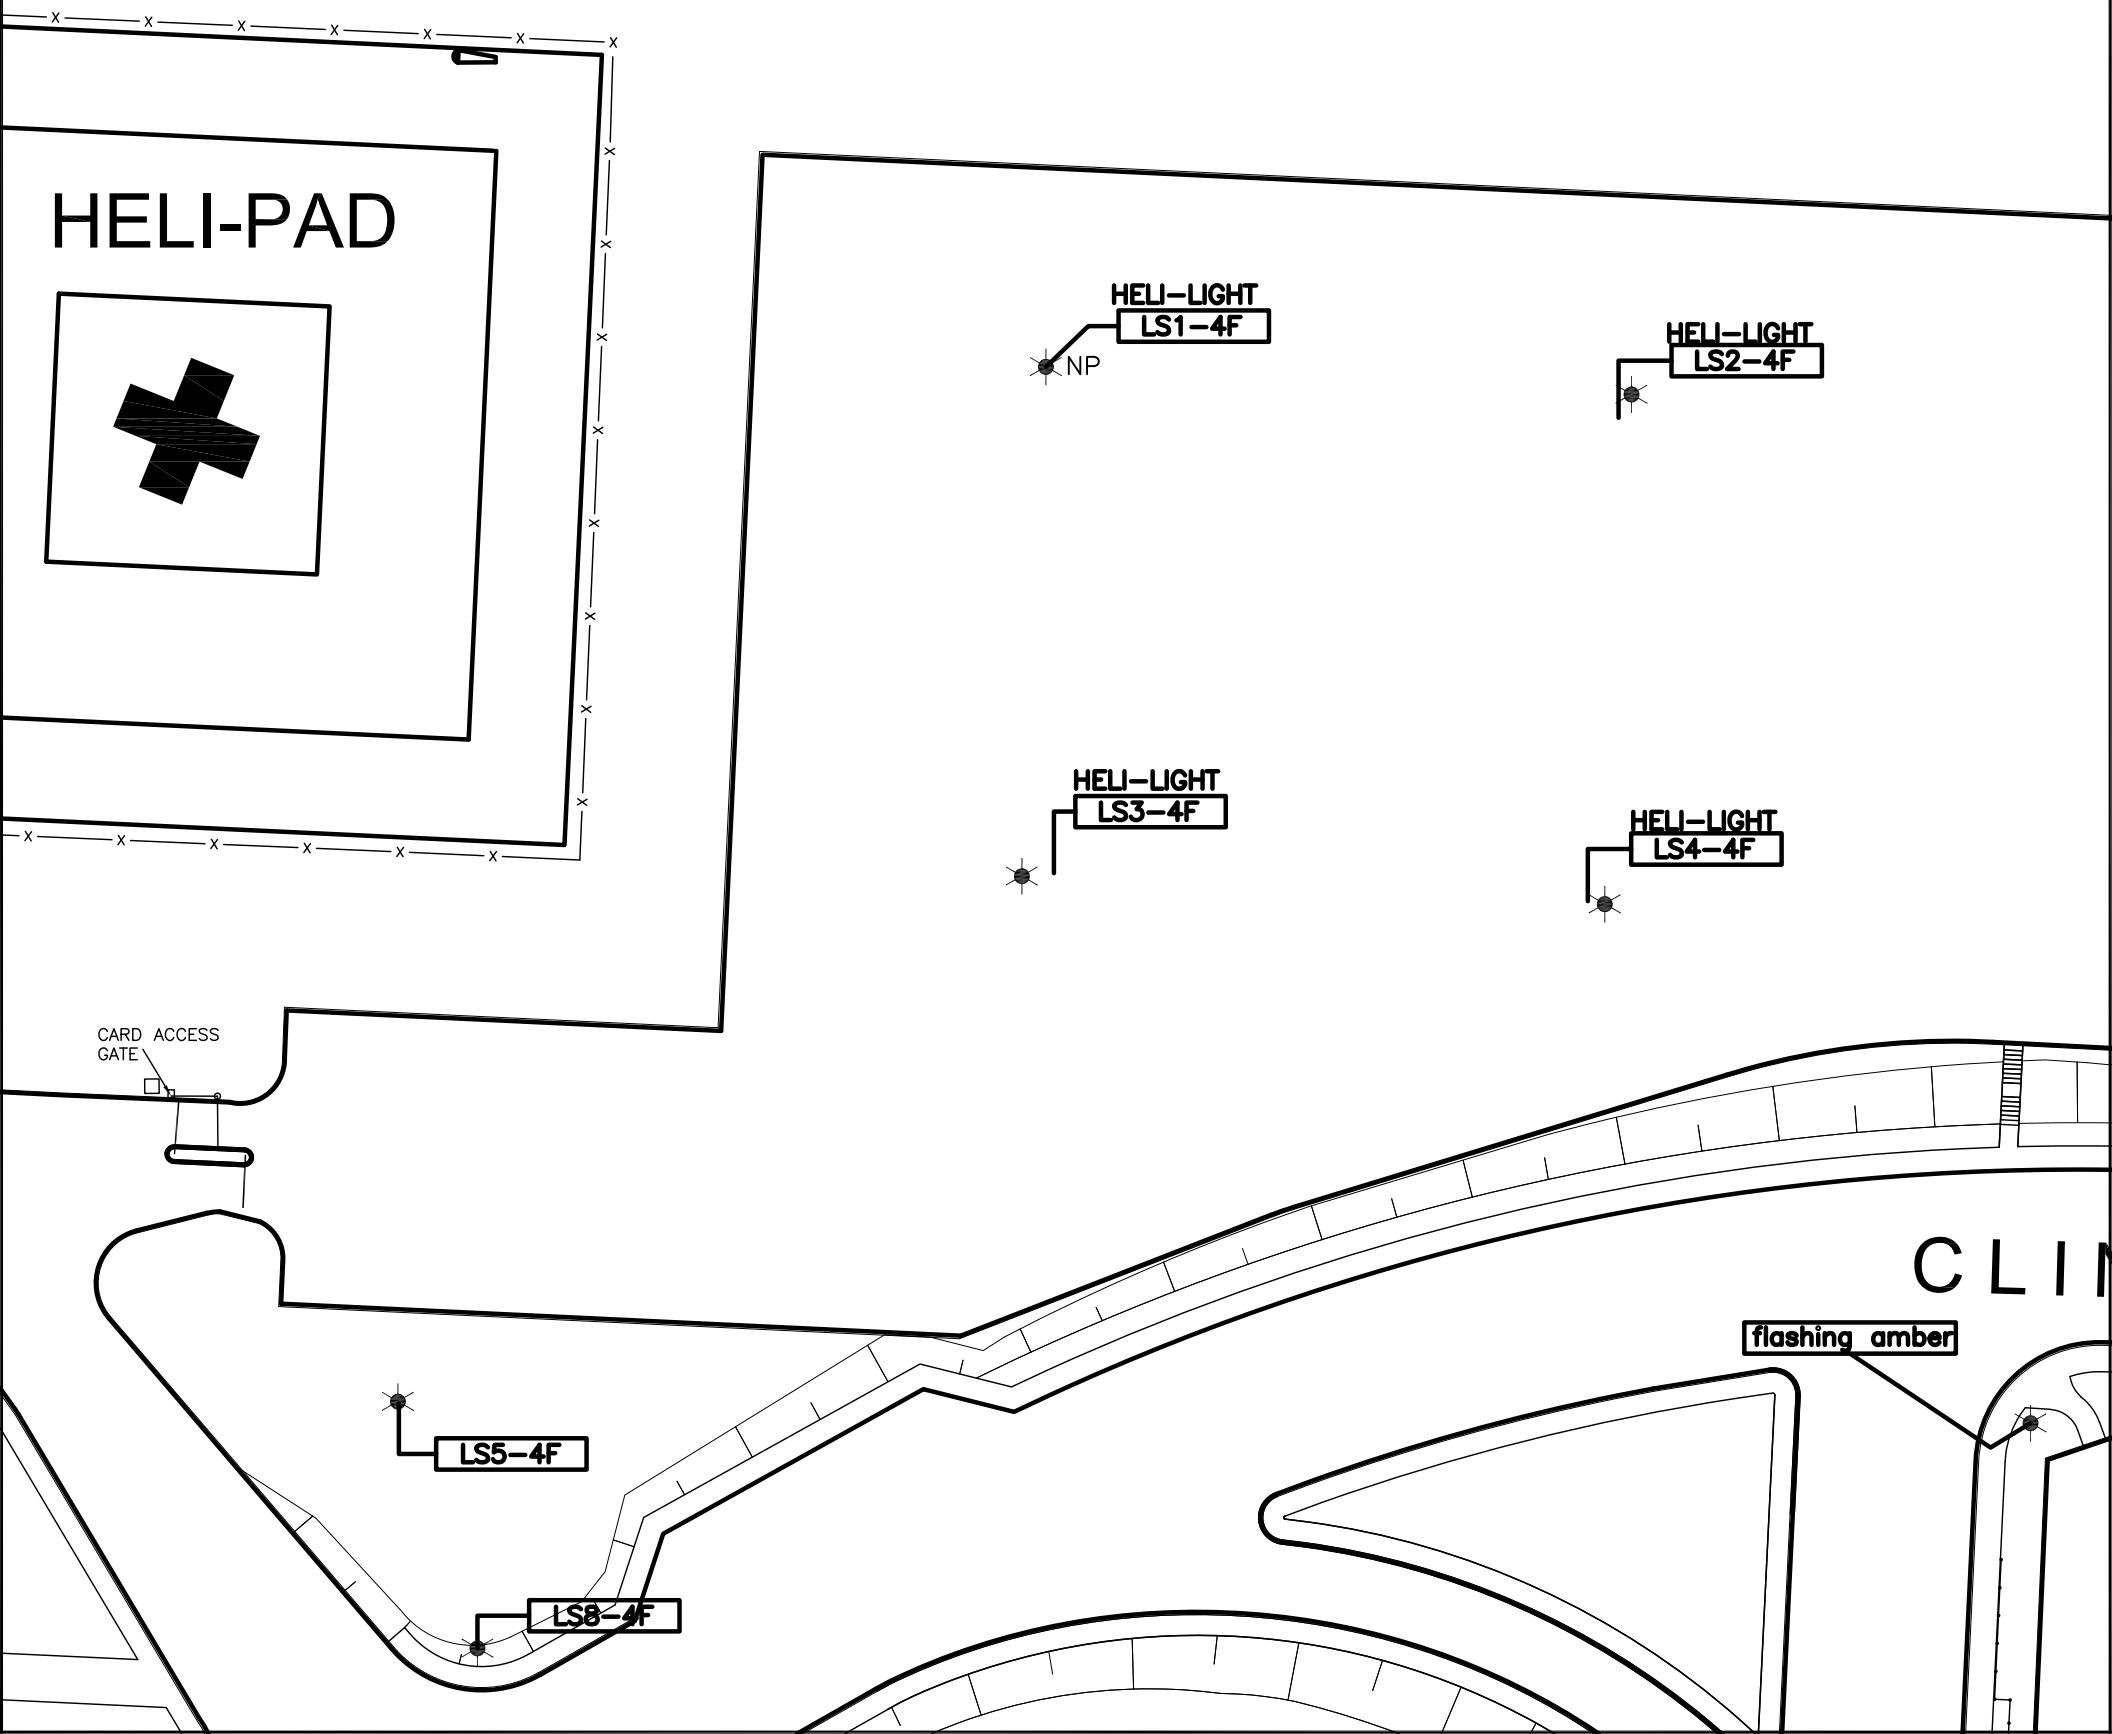 HELI-PAD
HELI-LIGHT
LS1-4F
NP
HELI-LIGHT
LS2-4F
HELI-LIGHT
LS3-4F
HELI-LIGHT
LS4-4F
CARD ACCESS
GATE
CLI
flashing amber
LS5-4F
LS8-4F